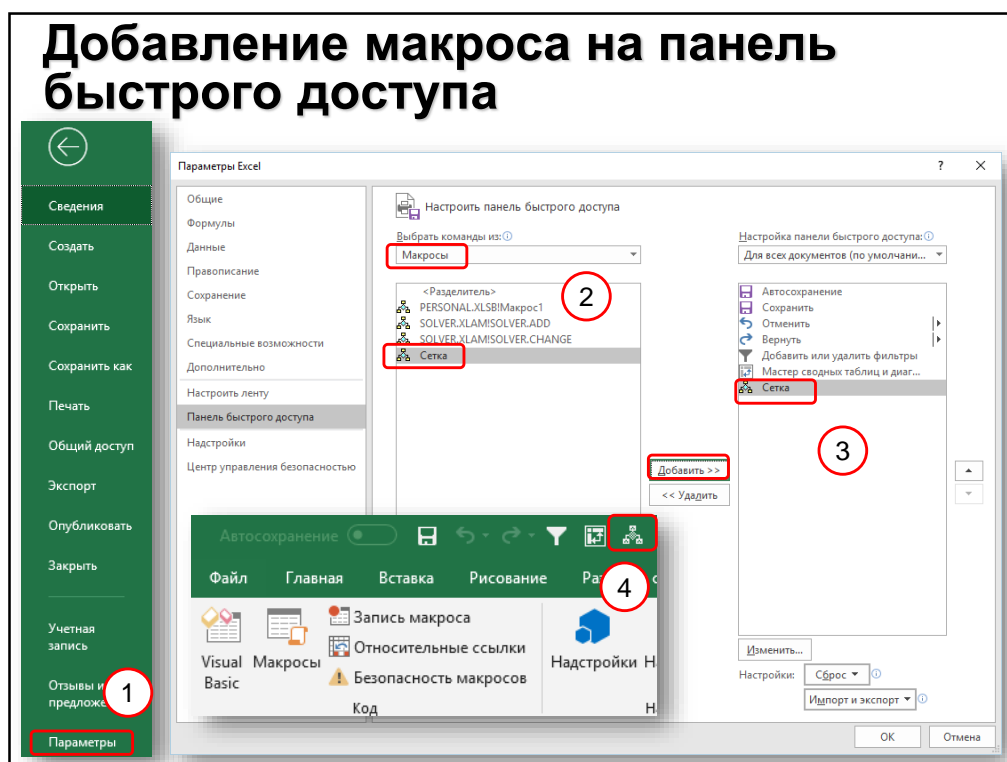 Добавление макроса на панель
быстрого доступа
Сведения
Создать
Открыть
Сохранить
Сохранить как
Печать
Общий доступ
Экспорт
Опубликовать
Закрыть
Учетная
запись
Отзывы и
1
Параметры
Параметры Excel
?
Общие
Формулы
Данные
Правописание
Сохранение
Язык
Специальные возможности
Дополнительно
Настроить ленту
Панель быстрого доступа
Надстройки
Центр управления безопасностью
Настроить панель быстрого доступа
Выбрать команды из:
Макросы
2
<Разделитель>
PERSONAL.XLSB!Макрос1
SOLVER.XLAM!SOLVER.ADD
SOLVER.XLAM!SOLVER.CHANGE
Сетка
Добавить >>
<< Удалить
Настройка панели быстрого доступа:
Для всех документов (по умолчани...
Автосохранение
Сохранить
Отменить
Вернуть
Добавить или удалить фильтры
Мастер сводных таблиц и диаг...
Сетка
3
Изменить...
Настройки: Сброс
Импорт и экспорт
ОК Отмена
Автосохранение
Файл Главная Вставка Рисование
4
Visual
Basic
Макросы
Запись макроса
Относительные ссылки
Безопасность макросов
Код
Надстройки